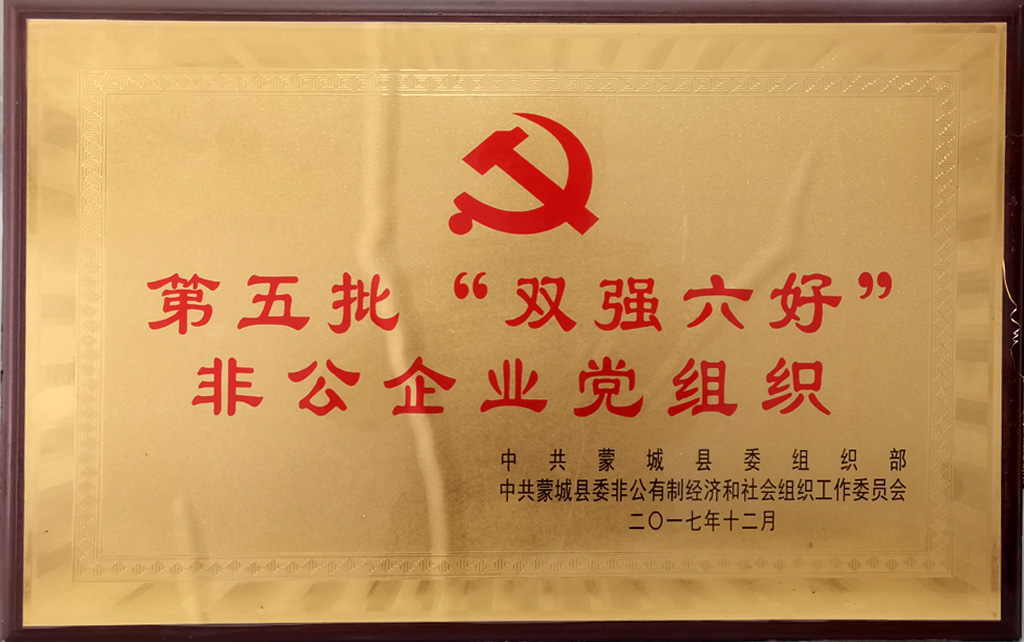 第五批“双强六好”
非公企业党组织
中共蒙城县委组织部
中共蒙城县委非公有制经济和社会组织工作委员会
二〇一七年十二月